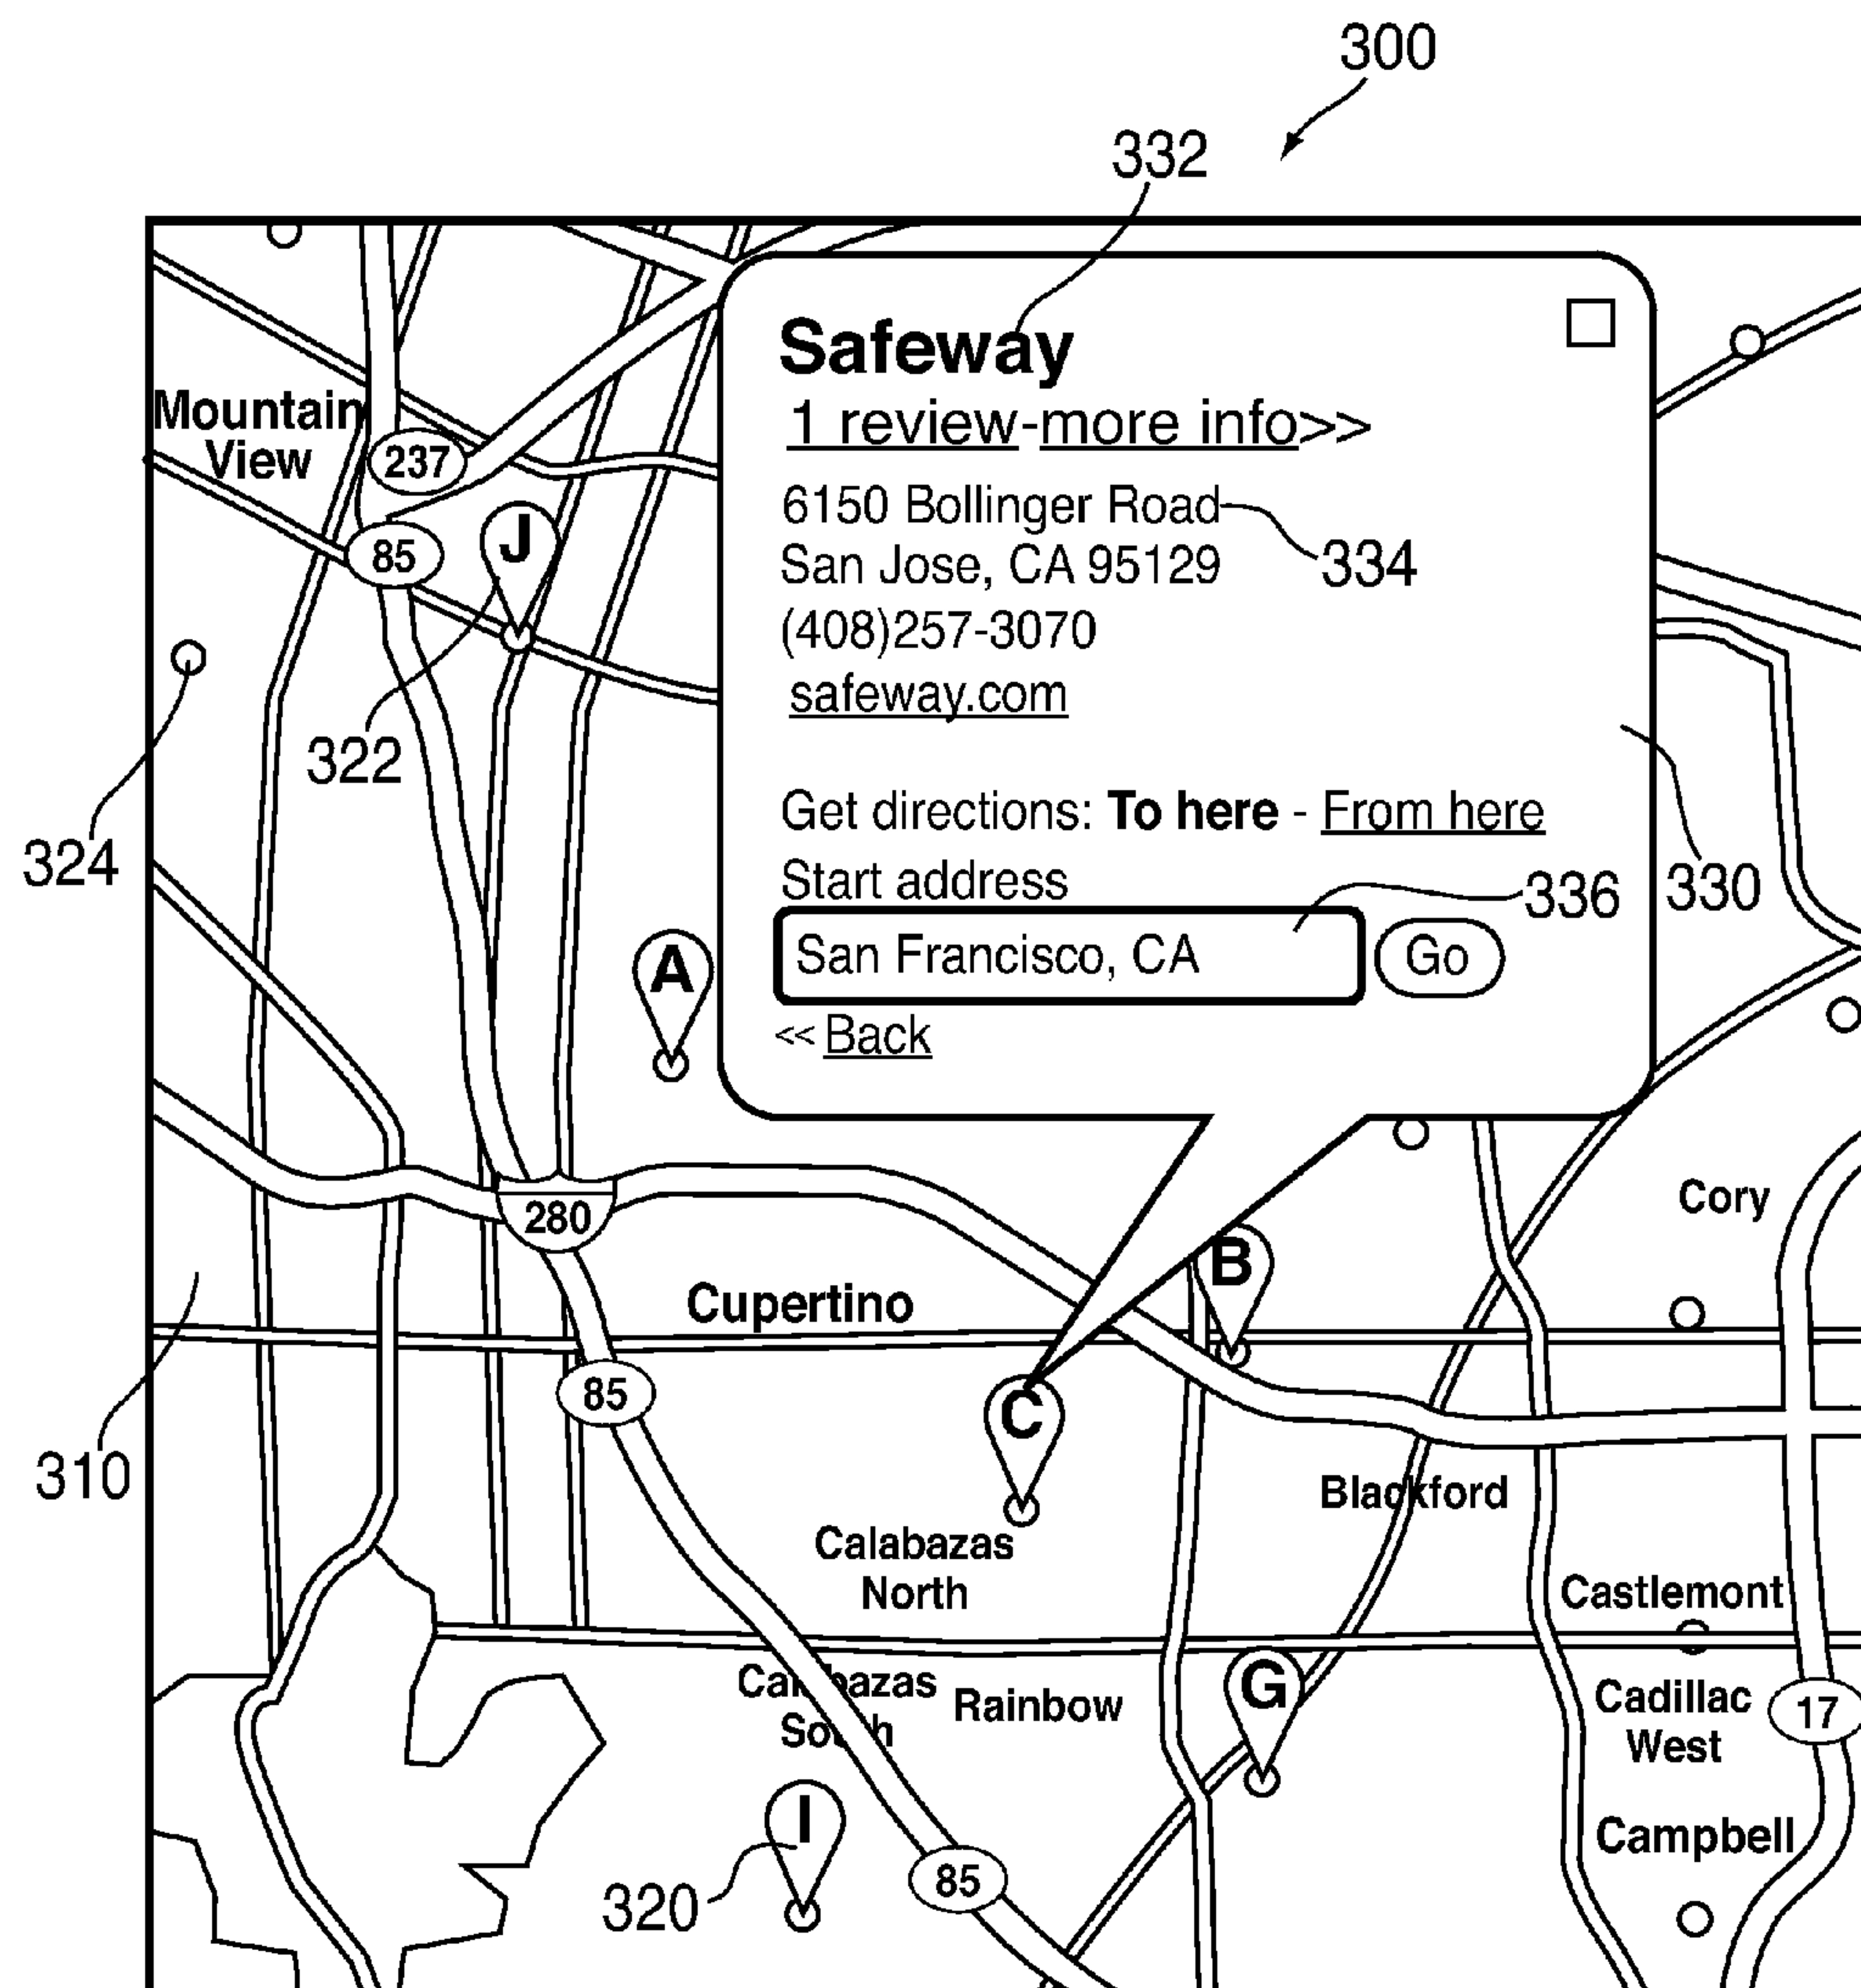 300
332
Safeway
1 review-more info>>
Mountain
View
237
6150 Bollinger Road
334
85
J
San Jose, CA 95129
(408)257-3070
safeway.com
322
324
Get directions: To here - From here
330
Start address
336
A
San Francisco, CA
Go
<< Back
280
Cory
B
Cupertino
85
C
310
Blackford
Calabazas
North
Castlemont
Calabazas
South
Rainbow
G
Cadillac
West
17
I
Campbell
85
320